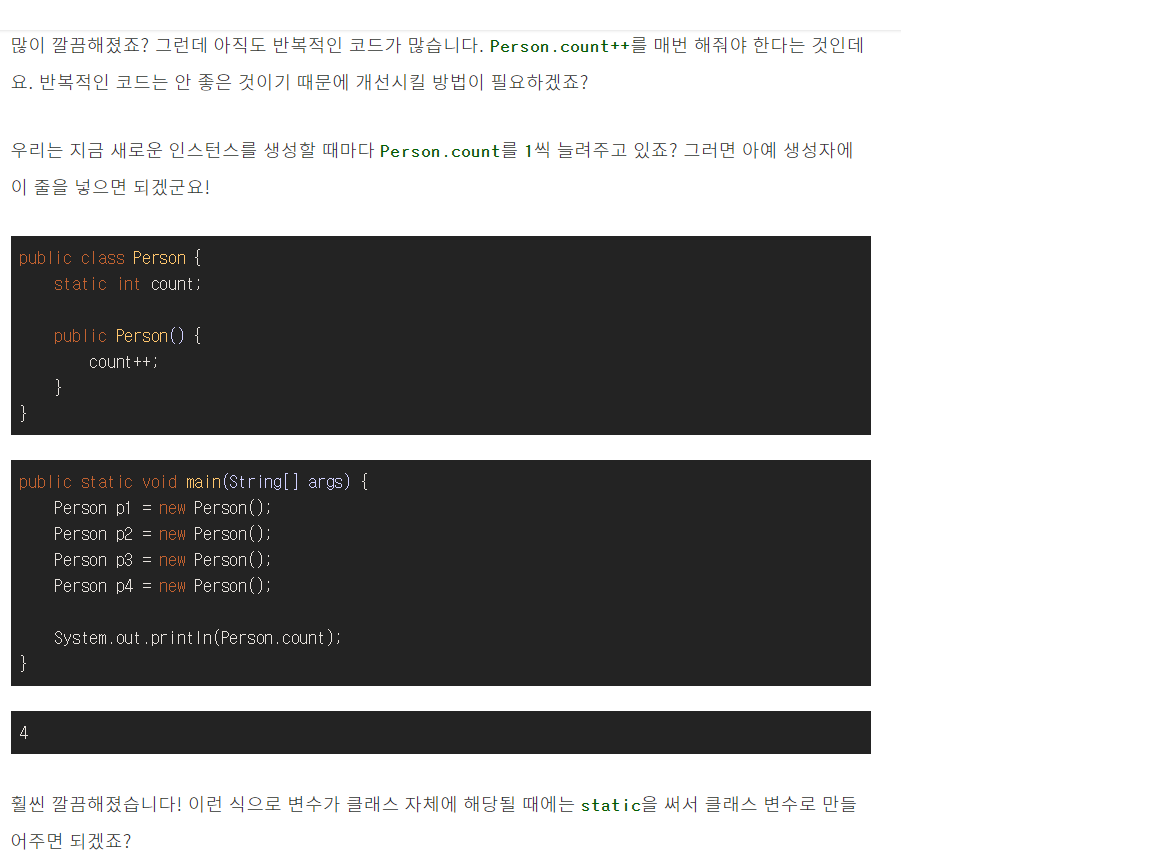 많이 깔끔해졌죠? 그런데 아직도 반복적인 코드가 많습니다. Person.count++를 매번 해줘야 한다는 것인데
요. 반복적인 코드는 안 좋은 것이기 때문에 개선시킬 방법이 필요하겠죠?
우리는 지금 새로운 인스턴스를 생성할 때마다 Person.count를 1씩 늘려주고 있죠? 그러면 아예 생성자에
이 줄을 넣으면 되겠군요!
public class Person {
    static int count;
    public Person() {
        count++;
    }
}
public static void main(String[] args) {
    Person p1 = new Person();
    Person p2 = new Person();
    Person p3 = new Person();
    Person p4 = new Person();
    System.out.println(Person.count);
}
4
훨씬 깔끔해졌습니다! 이런 식으로 변수가 클래스 자체에 해당될 때에는 static을 써서 클래스 변수로 만들
어주면 되겠죠?